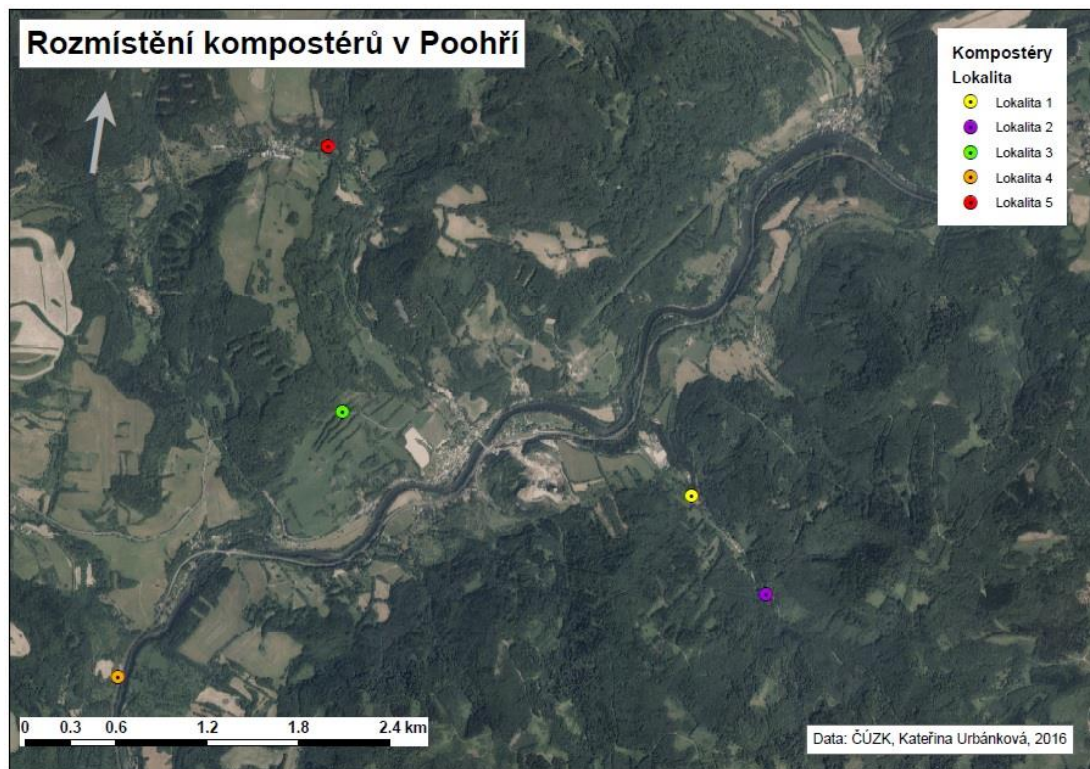 Rozmístění kompostérů v Poohří
Kompostéry
Lokalita
Lokalita 1
Lokalita 2
Lokalita 3
Lokalita 4
Lokalita 5
0 0.3 0.6 1.2 1.8 2.4 km
Data: ČÚZK, Kateřina Urbánková, 2016